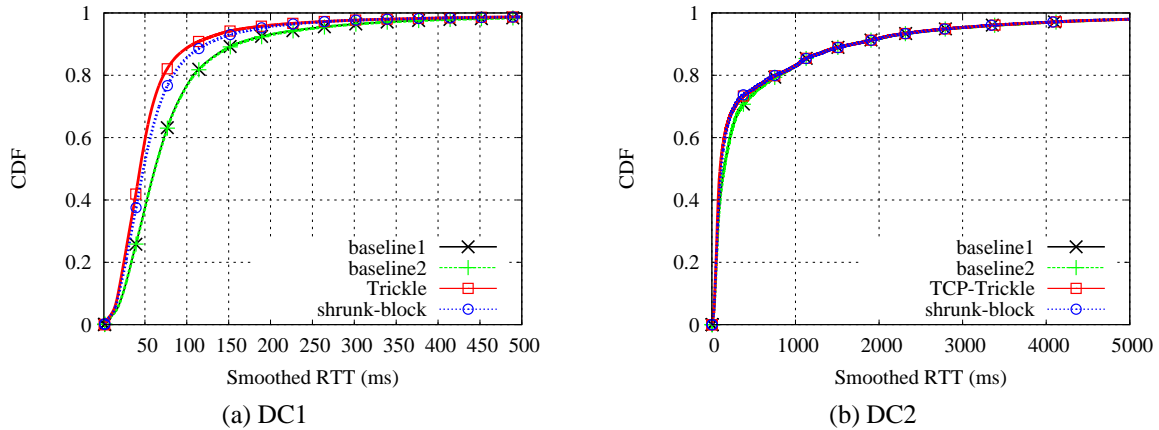 1
0.8
0.6
0.4
0.2
0
CDF
baseline1
baseline2
Trickle
shrunk-block
50 100 150 200 250 300 350 400 450 500
Smoothed RTT (ms)
(a) DC1
1
0.8
0.6
0.4
0.2
0
CDF
baseline1
baseline2
TCP-Trickle
shrunk-block
0 1000 2000 3000 4000 5000
Smoothed RTT (ms)
(b) DC2